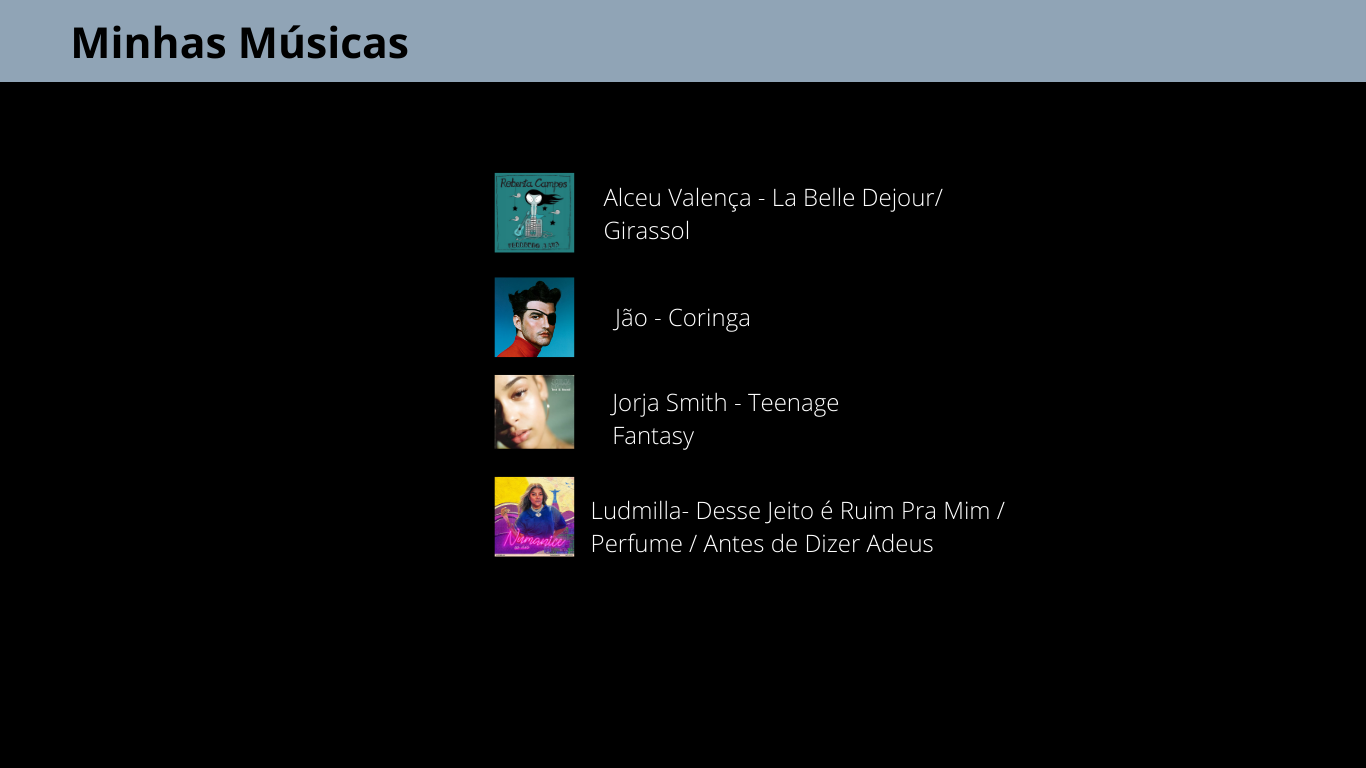 Minhas Músicas
Roberta Campos
Alceu Valença - La Belle Dejour/
Girassol
Jão - Coringa
Jorja Smith - Teenage
Fantasy
Numanice
Ludmilla- Desse Jeito é Ruim Pra Mim /
Perfume / Antes de Dizer Adeus